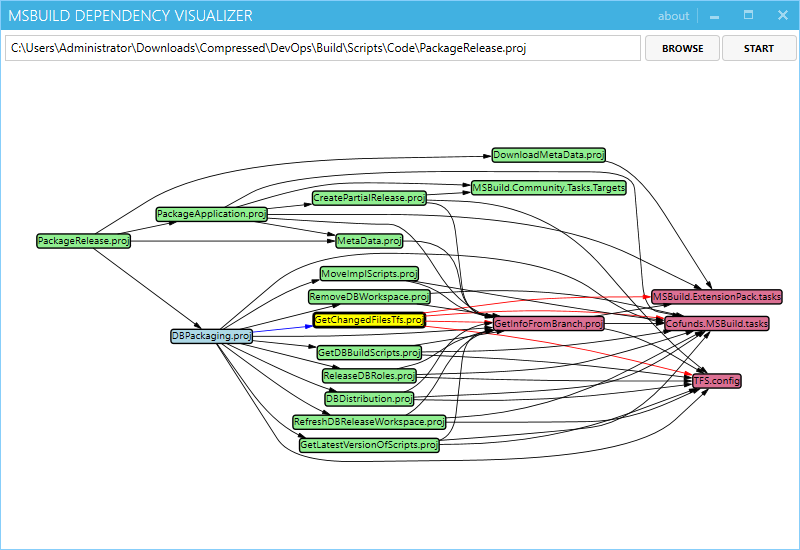 MSBUILD DEPENDENCY VISUALIZER
about
C:\Users\Administrator\Downloads\Compressed\DevOps\Build\Scripts\Code\PackageRelease.proj
BROWSE
START
DownloadMetaData.proj
MSBuild.Community.Tasks.Targets
CreatePartialRelease.proj
PackageApplication.proj
PackageRelease.proj
MetaData.proj
MoveImplScripts.proj
RemoveDBWorkspace.proj
MSBuild.ExtensionPack.tasks
GetChangedFilesTfs.proj
GetInfoFromBranch.proj
Cofunds.MSBuild.tasks
DBPackaging.proj
GetDBBuildScripts.proj
ReleaseDBRoles.proj
TFS.config
DBDistribution.proj
RefreshDBReleaseWorkspace.proj
GetLatestVersionOfScripts.proj